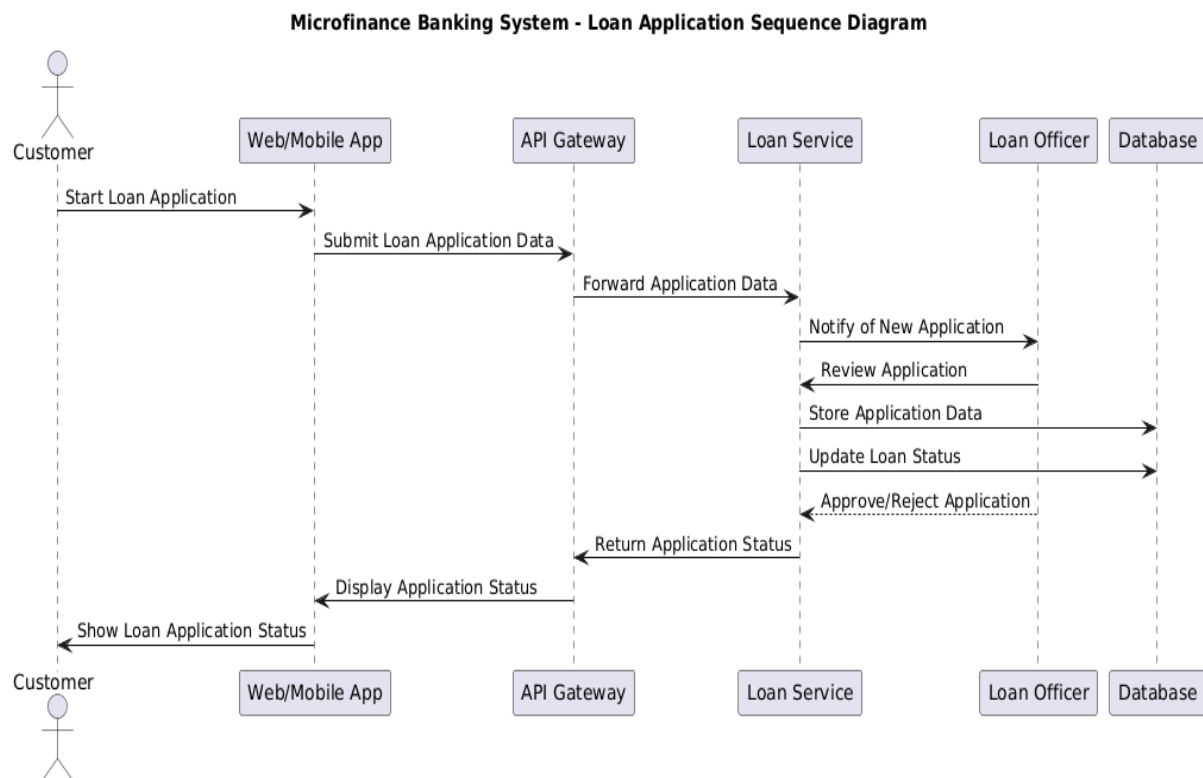 Microfinance Banking System - Loan Application Sequence Diagram
Customer
Web/Mobile App
API Gateway
Loan Service
Loan Officer
Database
Start Loan Application
Submit Loan Application Data
Forward Application Data
Notify of New Application
Review Application
Store Application Data
Update Loan Status
Approve/Reject Application
Return Application Status
Display Application Status
Show Loan Application Status
Customer
Web/Mobile App
API Gateway
Loan Service
Loan Officer
Database